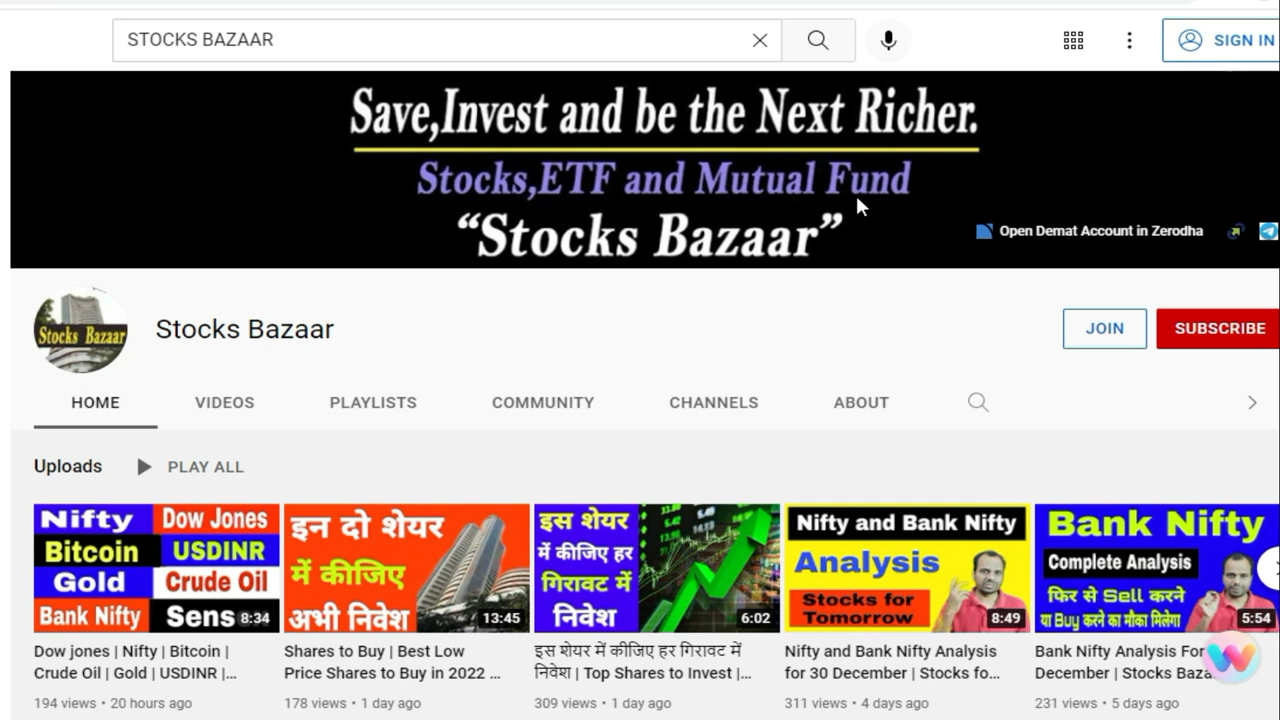 STOCKS BAZAAR
SIGN IN
Save,Invest and be the Next Richer.
Stocks,ETF and Mutual Fund
“Stocks Bazaar”
Open Demat Account in Zerodha
Stocks Bazaar
Stocks Bazaar
JOIN
SUBSCRIBE
HOME
VIDEOS
PLAYLISTS
COMMUNITY
CHANNELS
ABOUT
Uploads
PLAY ALL
Nifty
Dow Jones
Bitcoin
USDINR
Gold
Crude Oil
Bank Nifty
Sens
8:34
Dow jones | Nifty | Bitcoin |
Crude Oil | Gold | USDINR |...
194 views • 20 hours ago
इन दो शेयर
में कीजिए
अभी निवेश
13:45
Shares to Buy | Best Low
Price Shares to Buy in 2022 ...
178 views • 1 day ago
इस शेयर
में कीजिए हर
गिरावट में
निवेश
6:02
इस शेयर में कीजिए हर गिरावट में
निवेश | Top Shares to Invest |...
309 views • 1 day ago
Nifty and Bank Nifty
Analysis
Stocks for
Tomorrow
8:49
Nifty and Bank Nifty Analysis
for 30 December | Stocks fo...
311 views • 4 days ago
Bank Nifty
Complete Analysis
फिर से Sell करने
या Buy करने का मौका मिलेगा
5:54
Bank Nifty Analysis For
December | Stocks Baza
231 views • 5 days ago